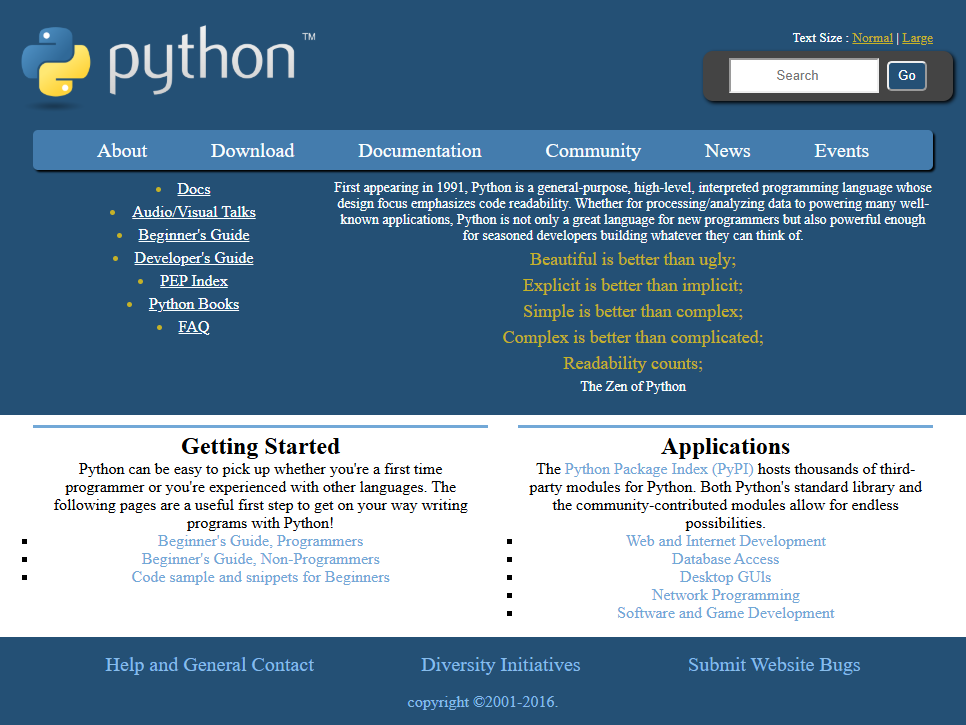 python™
Text Size : Normal | Large
Search
Go
About Download Documentation Community News Events
Docs
Audio/Visual Talks
Beginner's Guide
Developer's Guide
PEP Index
Python Books
FAQ
First appearing in 1991, Python is a general-purpose, high-level, interpreted programming language whose
design focus emphasizes code readability. Whether for processing/analyzing data to powering many well-
known applications, Python is not only a great language for new programmers but also powerful enough
for seasoned developers building whatever they can think of.
Beautiful is better than ugly;
Explicit is better than implicit;
Simple is better than complex;
Complex is better than complicated;
Readability counts;
The Zen of Python
Getting Started
Python can be easy to pick up whether you're a first time
programmer or you're experienced with other languages. The
following pages are a useful first step to get on your way writing
programs with Python!
Beginner's Guide, Programmers
Beginner's Guide, Non-Programmers
Code sample and snippets for Beginners
Applications
The Python Package Index (PyPI) hosts thousands of third-
party modules for Python. Both Python's standard library and
the community-contributed modules allow for endless
possibilities.
Web and Internet Development
Database Access
Desktop GUIs
Network Programming
Software and Game Development
Help and General Contact Diversity Initiatives Submit Website Bugs
copyright ©2001-2016.